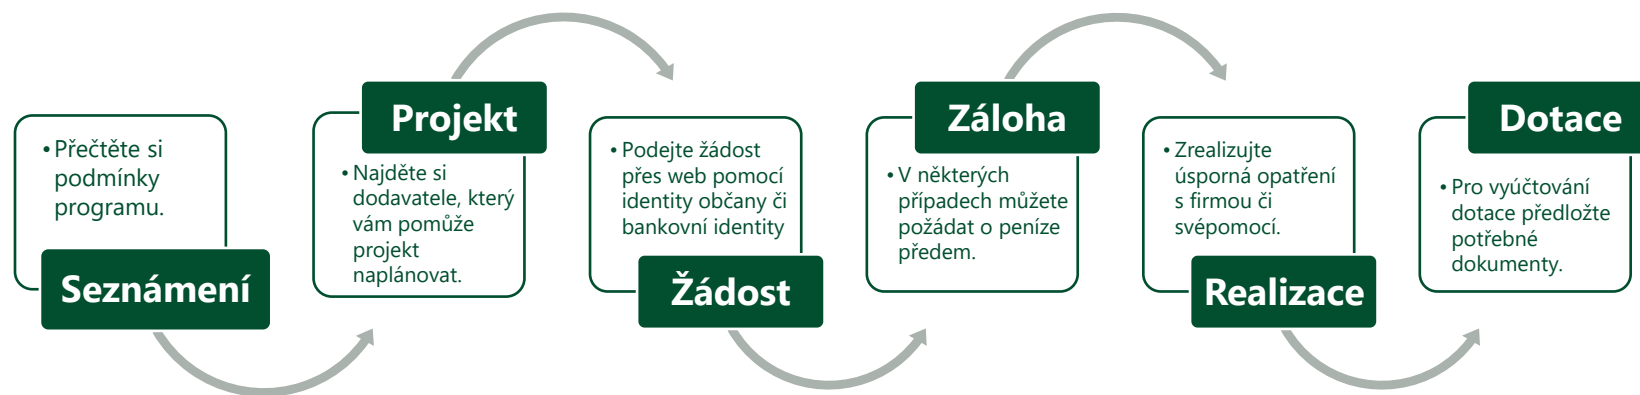 • Přečtěte si
podmínky
programu.
Seznámení
Projekt
• Najděte si
dodavatele, který
vám pomůže
projekt
naplánovat.
• Podejte žádost
přes web pomocí
identity občany či
bankovní identity
Žádost
Záloha
• V některých
případech můžete
požádat o peníze
předem.
• Zrealizujte
úsporná opatření
s firmou či
svépomocí.
Realizace
Dotace
• Pro vyúčtování
dotace předložte
potřebné
dokumenty.